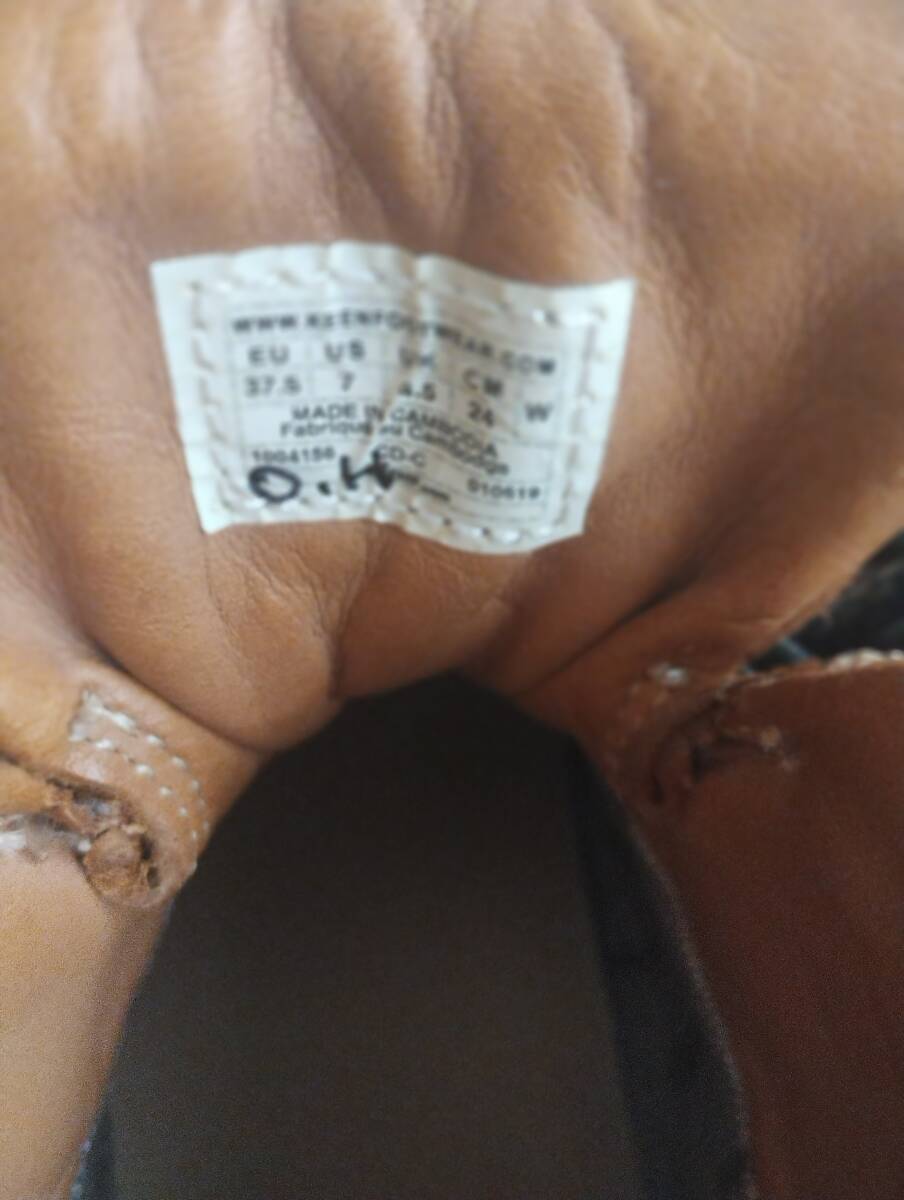 WWW.KEENFOOTWEAR.COM
EU US UK CM
37.5 7 4.5 24 W
MADE IN CAMBODIA
Fabriqué au Cambodge
1004156 CD-C 010619
O.H